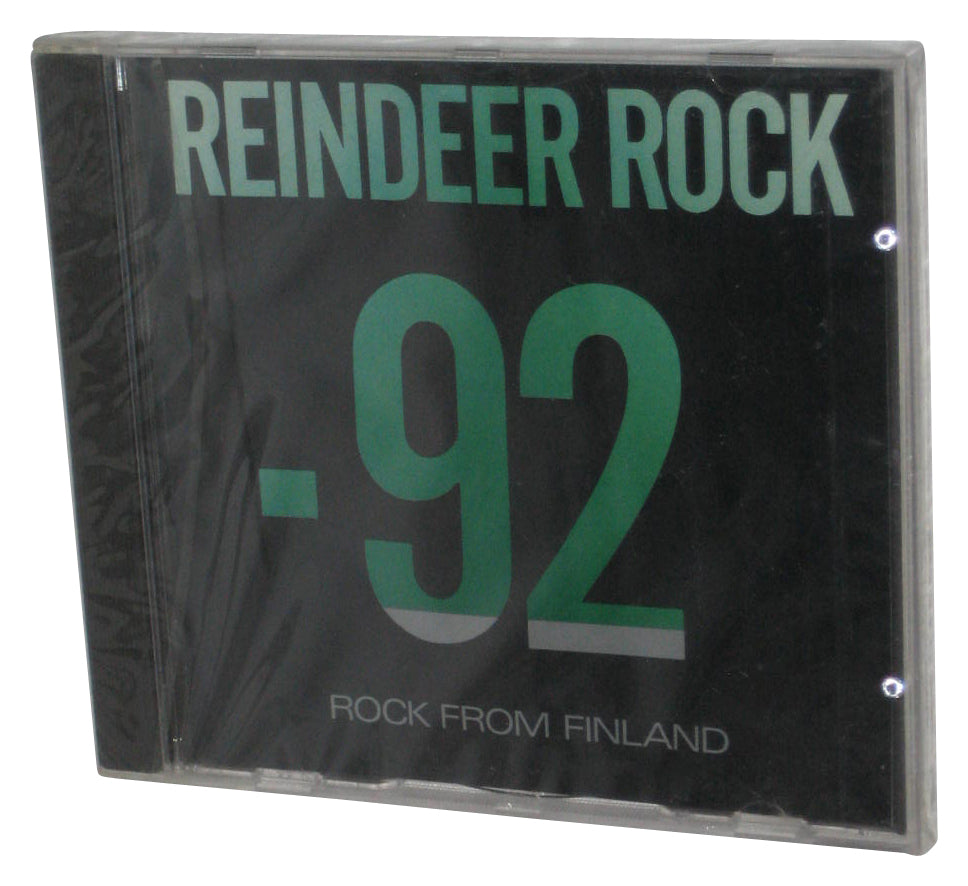 REINDEER ROCK
-92
ROCK FROM FINLAND